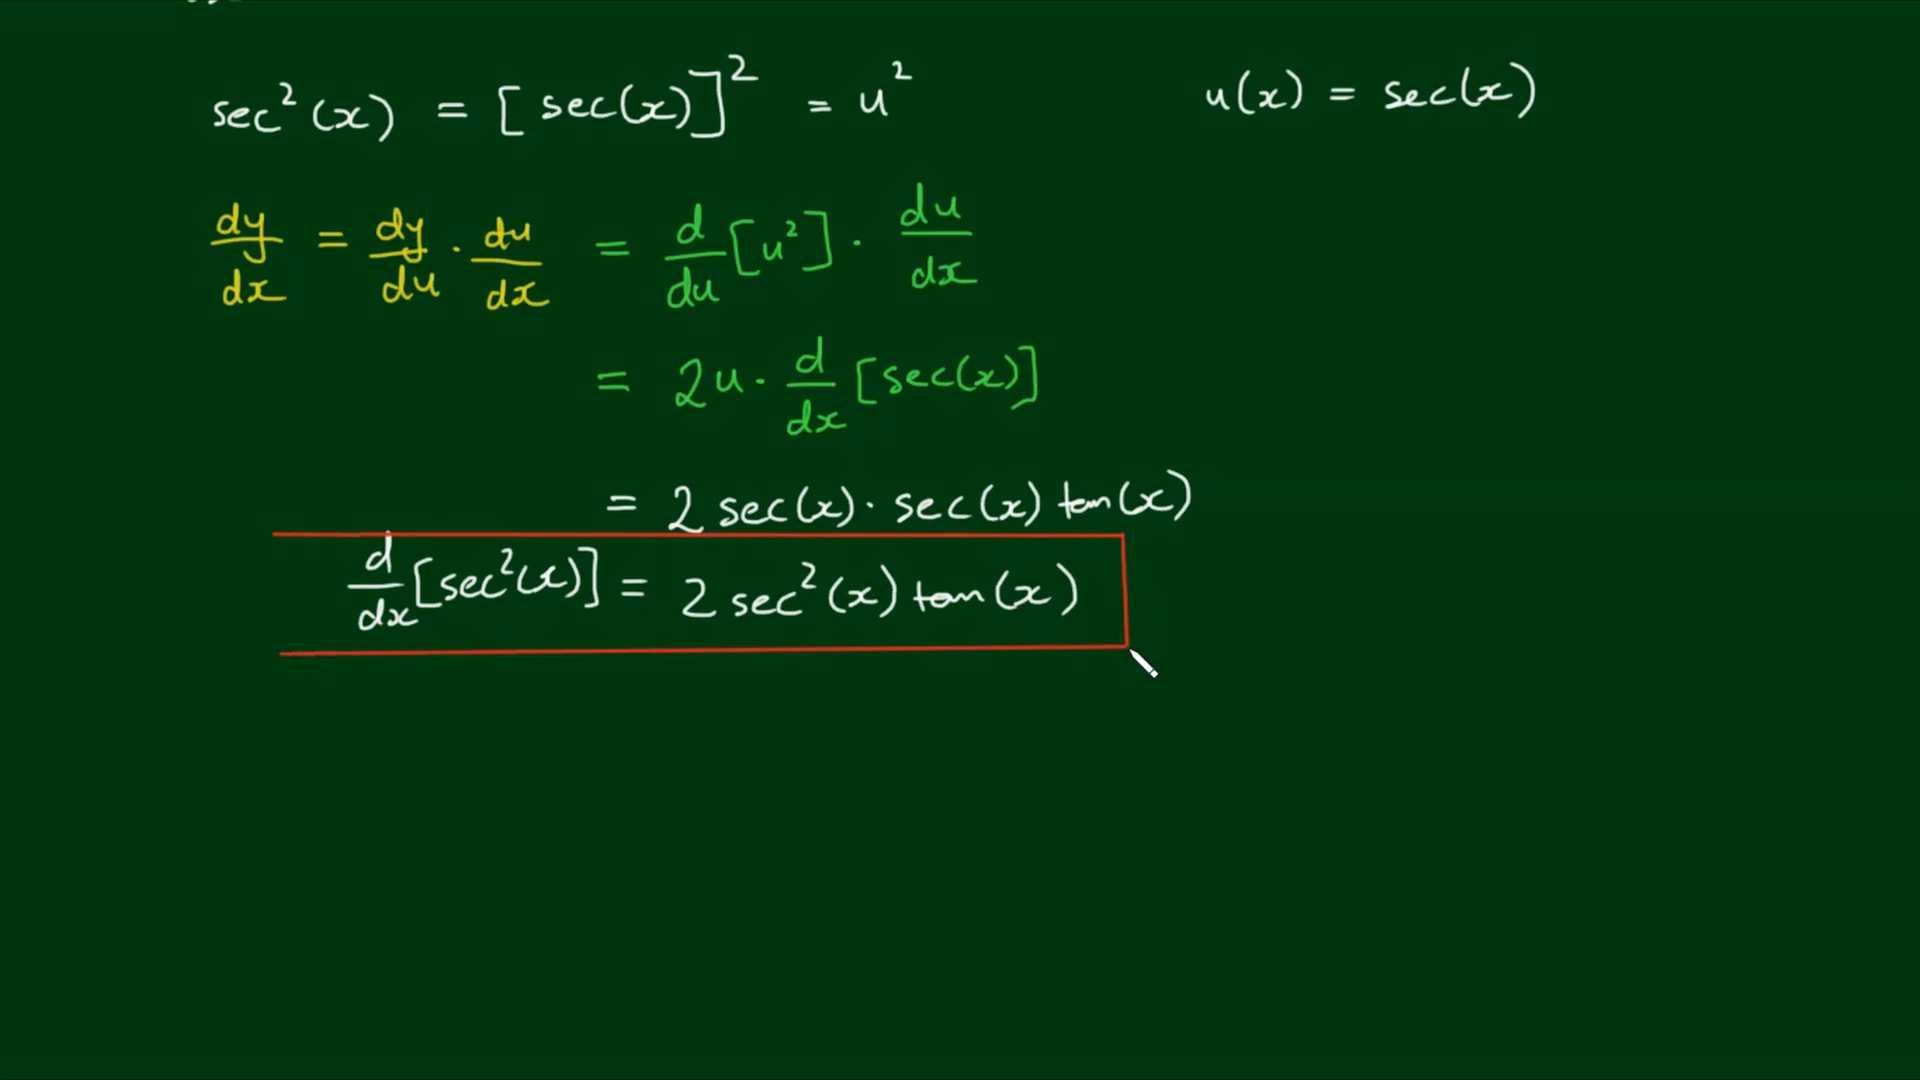 sec²(x) = [sec(x)]² = u² u(x) = sec(x)
dy/dx = dy/du · du/dx = d/du [u²] · du/dx
= 2u · d/dx [sec(x)]
= 2 sec(x) · sec(x) tan(x)
d/dx [sec²(x)] = 2 sec²(x) tan(x)